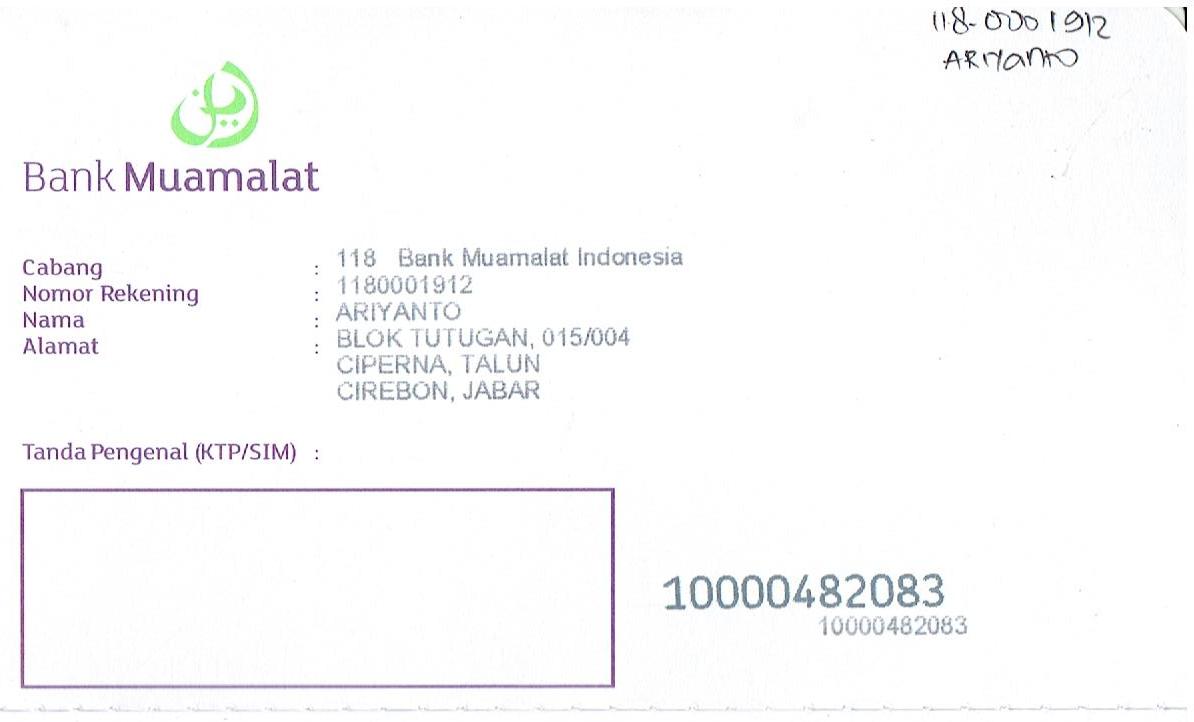 118-0001912
ARIYANTO
Bank Muamalat
Cabang : 118 Bank Muamalat Indonesia
Nomor Rekening : 1180001912
Nama : ARIYANTO
Alamat : BLOK TUTUGAN, 015/004
CIPERNA, TALUN
CIREBON, JABAR
Tanda Pengenal (KTP/SIM) :
10000482083
10000482083